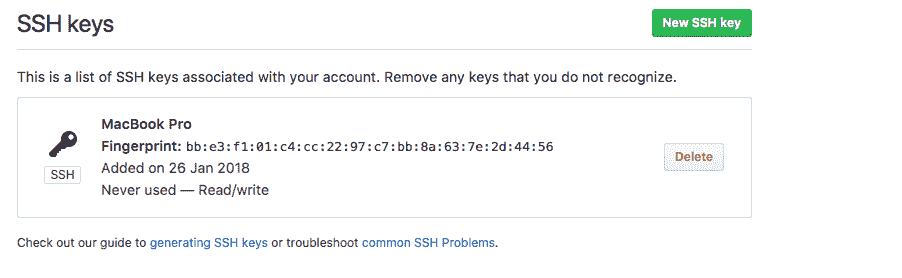 SSH keys
New SSH key
This is a list of SSH keys associated with your account. Remove any keys that you do not recognize.
MacBook Pro
Fingerprint: bb:e3:f1:01:c4:cc:22:97:c7:bb:8a:63:7e:2d:44:56
Added on 26 Jan 2018
Never used — Read/write
SSH
Delete
Check out our guide to generating SSH keys or troubleshoot common SSH Problems.